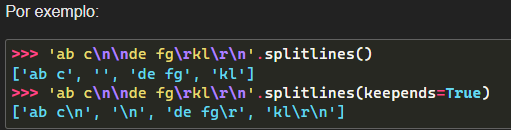 Por exemplo:
>>> 'ab c\n\nde fg\rkl\r\n'.splitlines()
['ab c', '', 'de fg', 'kl']
>>> 'ab c\n\nde fg\rkl\r\n'.splitlines(keepends=True)
['ab c\n', '\n', 'de fg\r', 'kl\r\n']